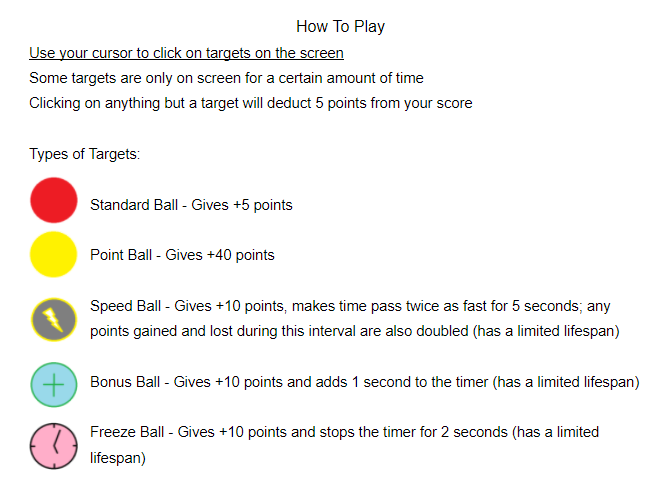 How To Play
Use your cursor to click on targets on the screen
Some targets are only on screen for a certain amount of time
Clicking on anything but a target will deduct 5 points from your score
Types of Targets:
Standard Ball - Gives +5 points
Point Ball - Gives +40 points
Speed Ball - Gives +10 points, makes time pass twice as fast for 5 seconds; any
points gained and lost during this interval are also doubled (has a limited lifespan)
Bonus Ball - Gives +10 points and adds 1 second to the timer (has a limited lifespan)
Freeze Ball - Gives +10 points and stops the timer for 2 seconds (has a limited
lifespan)